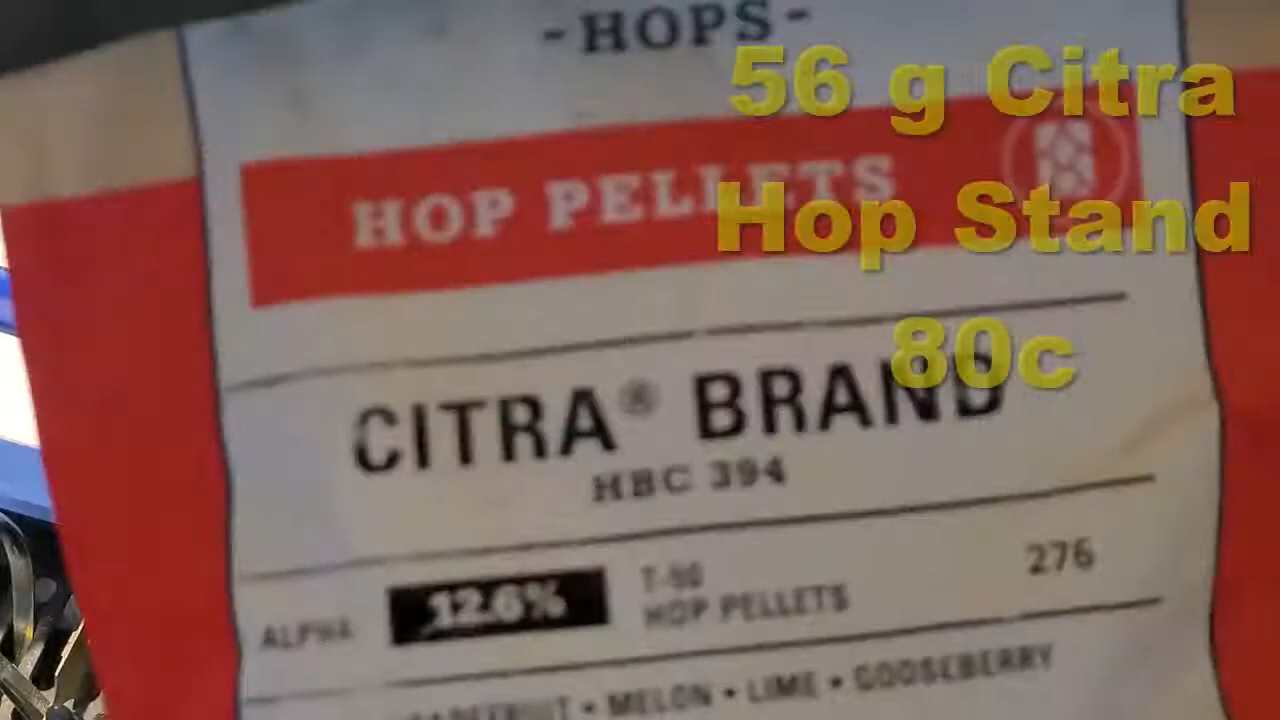 -HOPS-
56 g Citra
HOP PELLETS
Hop Stand
80c
CITRA® BRAND
HBC 394
ALPHA 12.6% T-90 HOP PELLETS 276
GRAPEFRUIT • MELON • LIME • GOOSEBERRY